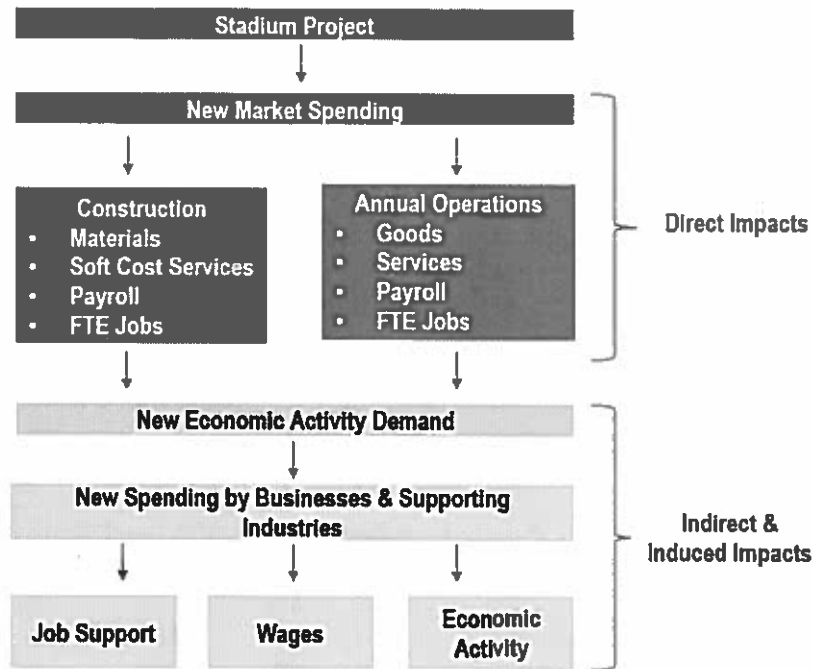 Stadium Project
New Market Spending
Construction
• Materials
• Soft Cost Services
• Payroll
• FTE Jobs
Annual Operations
• Goods
• Services
• Payroll
• FTE Jobs
Direct Impacts
New Economic Activity Demand
New Spending by Businesses & Supporting
Industries
Job Support
Wages
Economic
Activity
Indirect &
Induced Impacts